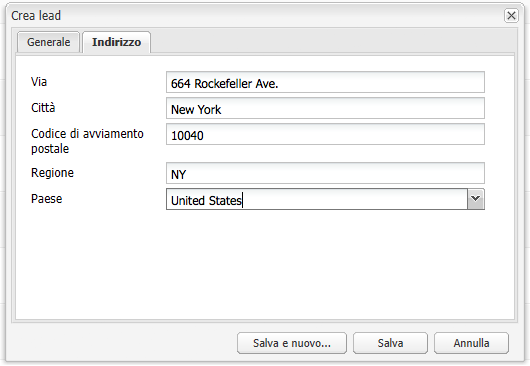 Crea lead
Generale
Indirizzo
Via
664 Rockefeller Ave.
Città
New York
Codice di avviamento
postale
10040
Regione
NY
Paese
United States
Salva e nuovo...
Salva
Annulla